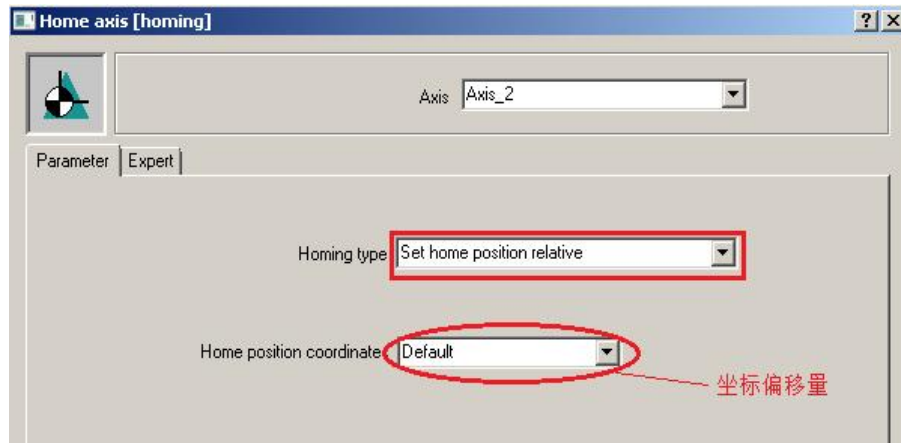 Home axis [homing]
Axis Axis_2
Parameter Expert
Homing type Set home position relative
Home position coordinate Default
坐标偏移量